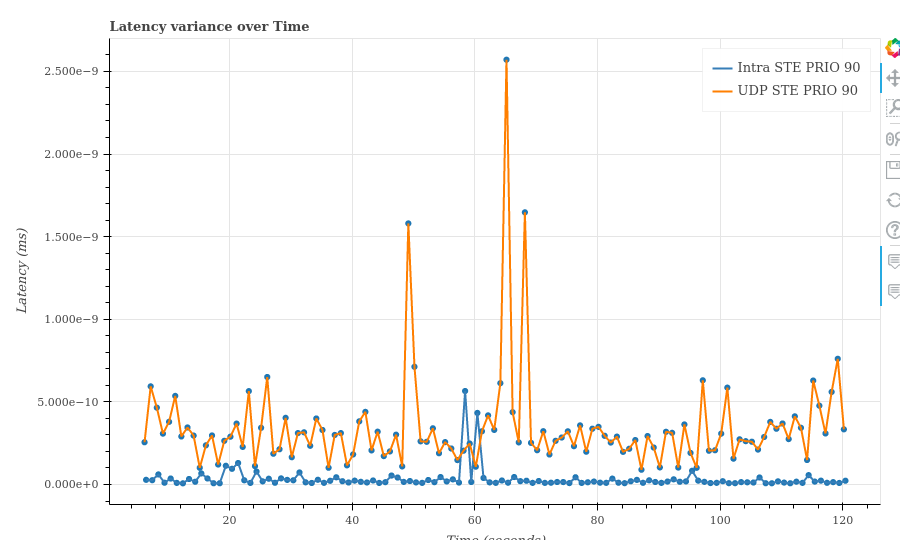 Latency variance over Time
Intra STE PRIO 90
UDP STE PRIO 90
2.500e−9
2.000e−9
1.500e−9
1.000e−9
5.000e−10
0.000e+0
Latency (ms)
20
40
60
80
100
120
Time (seconds)